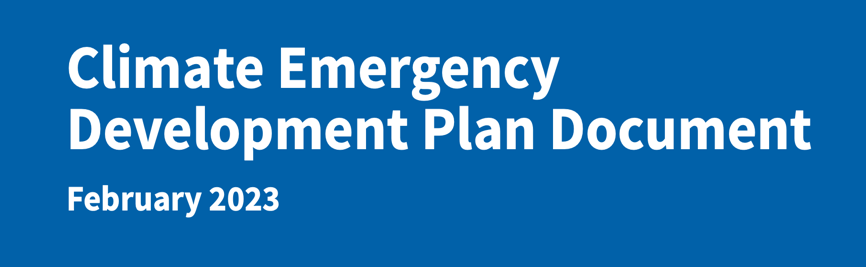 Climate Emergency
Development Plan Document
February 2023